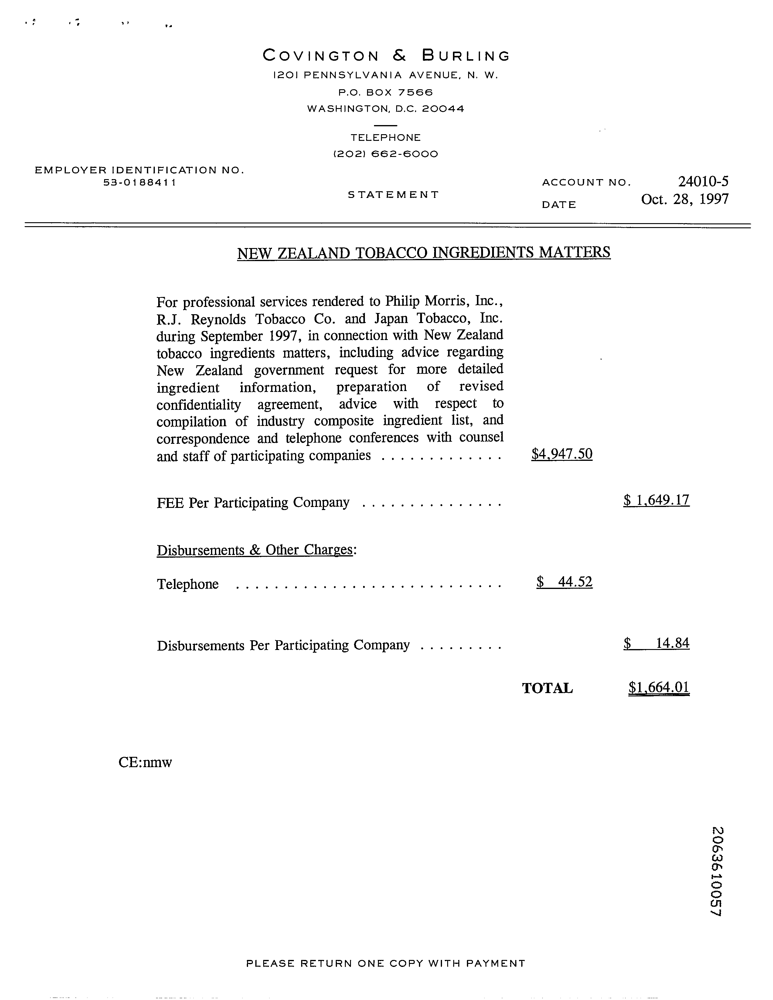 COVINGTON & BURLING
1201 PENNSYLVANIA AVENUE, N. W.
P.O. BOX 7566
WASHINGTON, D.C. 20044
TELEPHONE
(202) 662-6000
EMPLOYER IDENTIFICATION NO.
53-0188411
STATEMENT
ACCOUNT NO. 24010-5
DATE Oct. 28, 1997
NEW ZEALAND TOBACCO INGREDIENTS MATTERS
For professional services rendered to Philip Morris, Inc.,
R.J. Reynolds Tobacco Co. and Japan Tobacco, Inc.
during September 1997, in connection with New Zealand
tobacco ingredients matters, including advice regarding
New Zealand government request for more detailed
ingredient information, preparation of revised
confidentiality agreement, advice with respect to
compilation of industry composite ingredient list, and
correspondence and telephone conferences with counsel
and staff of participating companies . . . . . . . . . . . . . $4,947.50
FEE Per Participating Company . . . . . . . . . . . . . . . $ 1,649.17
Disbursements & Other Charges:
Telephone . . . . . . . . . . . . . . . . . . . . . . . . . . . . $ 44.52
Disbursements Per Participating Company . . . . . . . . . $ 14.84
TOTAL $1,664.01
CE:nmw
2063610057
PLEASE RETURN ONE COPY WITH PAYMENT